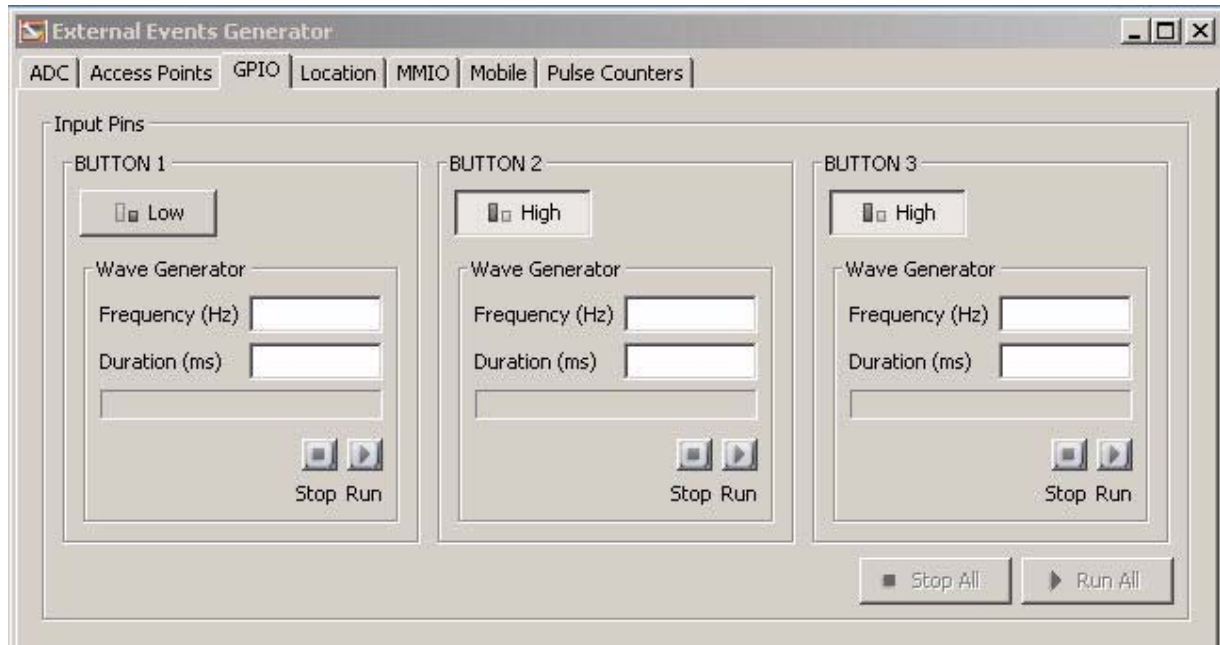 External Events Generator
ADC Access Points GPIO Location MMIO Mobile Pulse Counters
Input Pins
BUTTON 1
Low
Wave Generator
Frequency (Hz)
Duration (ms)
Stop Run
BUTTON 2
High
Wave Generator
Frequency (Hz)
Duration (ms)
Stop Run
BUTTON 3
High
Wave Generator
Frequency (Hz)
Duration (ms)
Stop Run
Stop All Run All